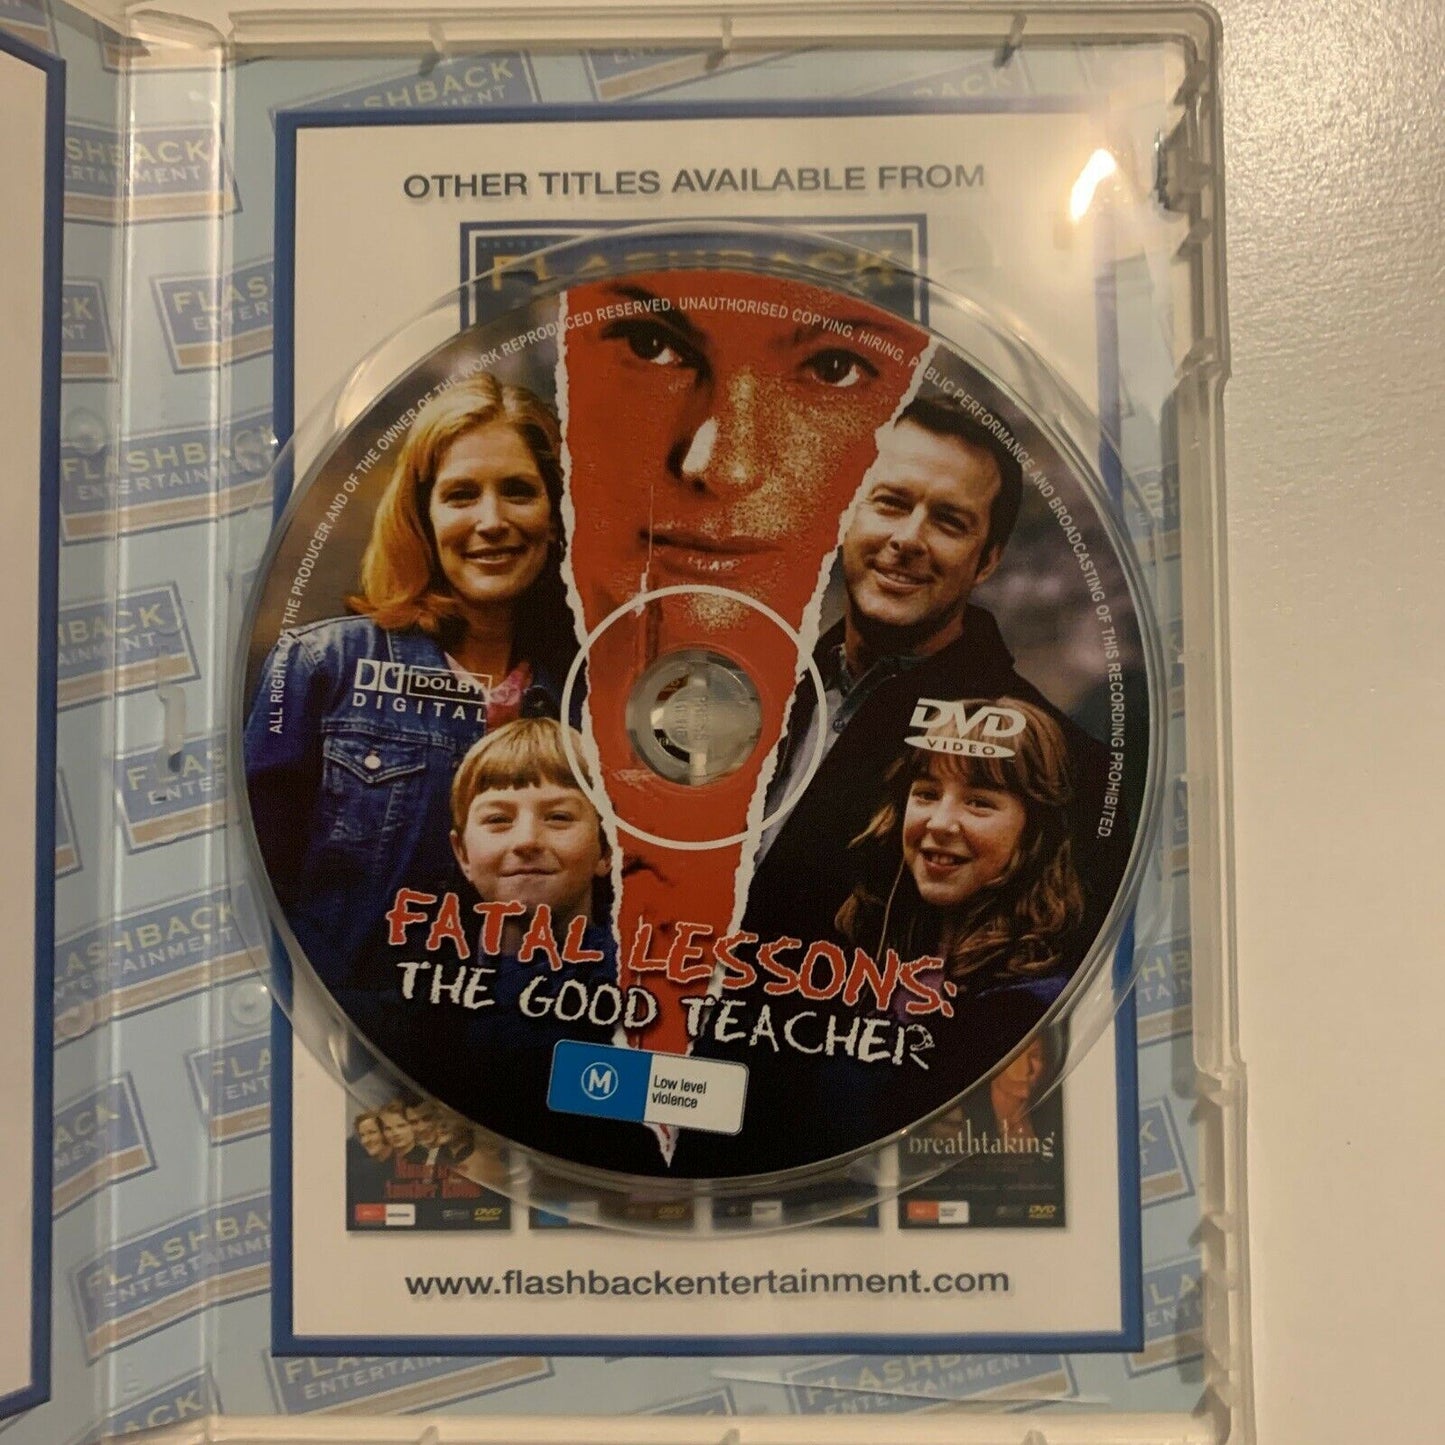 OTHER TITLES AVAILABLE FROM
FLASHBACK
ALL RIGHTS OF THE PRODUCER AND OF THE OWNER OF THE WORK REPRODUCED RESERVED. UNAUTHORISED COPYING, HIRING, PUBLIC PERFORMANCE AND BROADCASTING OF THIS RECORDING PROHIBITED.
DOLBY
DIGITAL
DVD
VIDEO
FATAL LESSONS:
THE GOOD TEACHER
M
Low level
violence
breathtaking
DVD
DVD
www.flashbackentertainment.com
FLASHBACK
ENTERTAINMENT